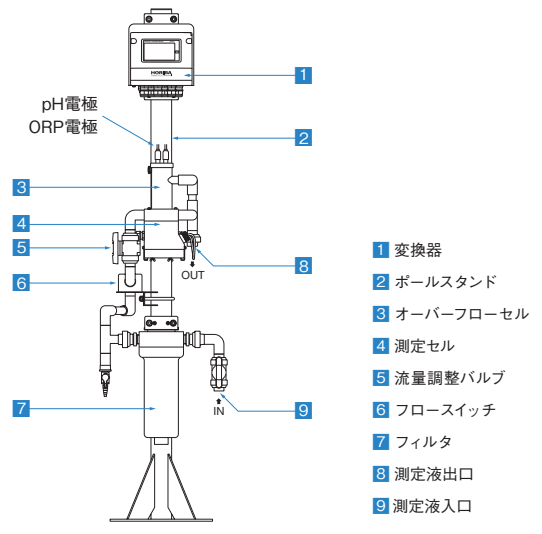 HORIBA
1
pH電極
ORP電極
2
3
4
5
OUT
8
6
IN
7
9
1 変換器
2 ポールスタンド
3 オーバーフローセル
4 測定セル
5 流量調整バルブ
6 フロースイッチ
7 フィルタ
8 測定液出口
9 測定液入口